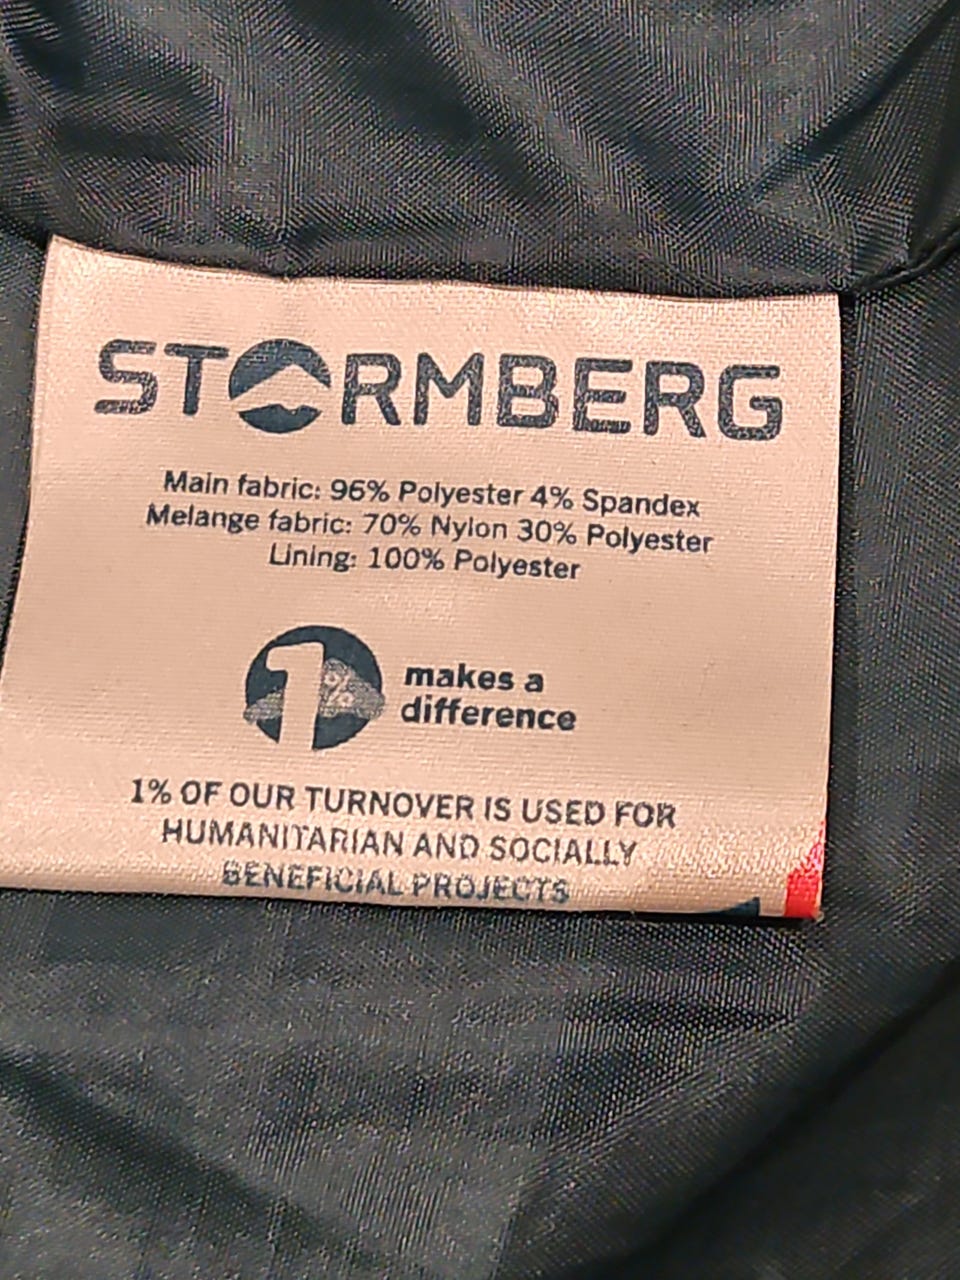 STORMBERG
Main fabric: 96% Polyester 4% Spandex
Melange fabric: 70% Nylon 30% Polyester
Lining: 100% Polyester
1%
makes a
difference
1% OF OUR TURNOVER IS USED FOR
HUMANITARIAN AND SOCIALLY
BENEFICIAL PROJECTS